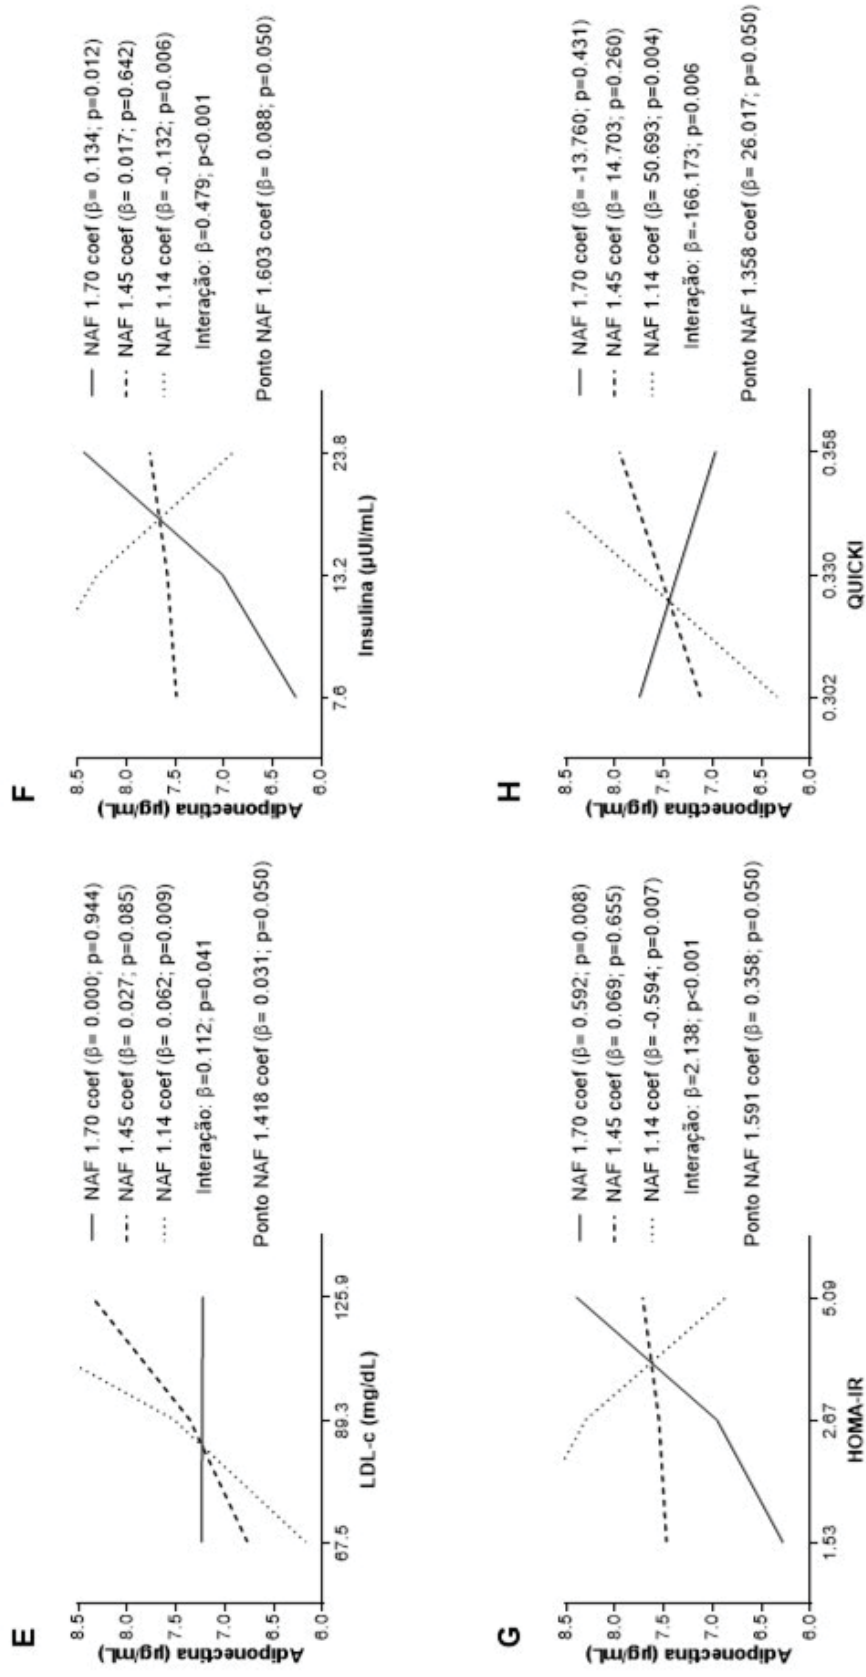 E
8.5
8.0
7.5
7.0
6.5
6.0
Adiponectina (µg/mL)
67.5
89.3
125.9
LDL-c (mg/dL)
NAF 1.70 coef (β= 0.000; p=0.944)
NAF 1.45 coef (β= 0.027; p=0.085)
NAF 1.14 coef (β= 0.062; p=0.009)
Interação: β=0.112; p=0.041
Ponto NAF 1.418 coef (β= 0.031; p=0.050)
F
8.5
8.0
7.5
7.0
6.5
6.0
Adiponectina (µg/mL)
7.6
13.2
23.8
Insulina (µUI/mL)
NAF 1.70 coef (β= 0.134; p=0.012)
NAF 1.45 coef (β= 0.017; p=0.642)
NAF 1.14 coef (β= -0.132; p=0.006)
Interação: β=0.479; p<0.001
Ponto NAF 1.603 coef (β= 0.088; p=0.050)
G
8.5
8.0
7.5
7.0
6.5
6.0
Adiponectina (µg/mL)
1.53
2.67
5.09
HOMA-IR
NAF 1.70 coef (β= 0.592; p=0.008)
NAF 1.45 coef (β= 0.069; p=0.655)
NAF 1.14 coef (β= -0.594; p=0.007)
Interação: β=2.138; p<0.001
Ponto NAF 1.591 coef (β= 0.358; p=0.050)
H
8.5
8.0
7.5
7.0
6.5
6.0
Adiponectina (µg/mL)
0.302
0.330
0.358
QUICKI
NAF 1.70 coef (β= -13.760; p=0.431)
NAF 1.45 coef (β= 14.703; p=0.260)
NAF 1.14 coef (β= 50.693; p=0.004)
Interação: β=-166.173; p=0.006
Ponto NAF 1.358 coef (β= 26.017; p=0.050)